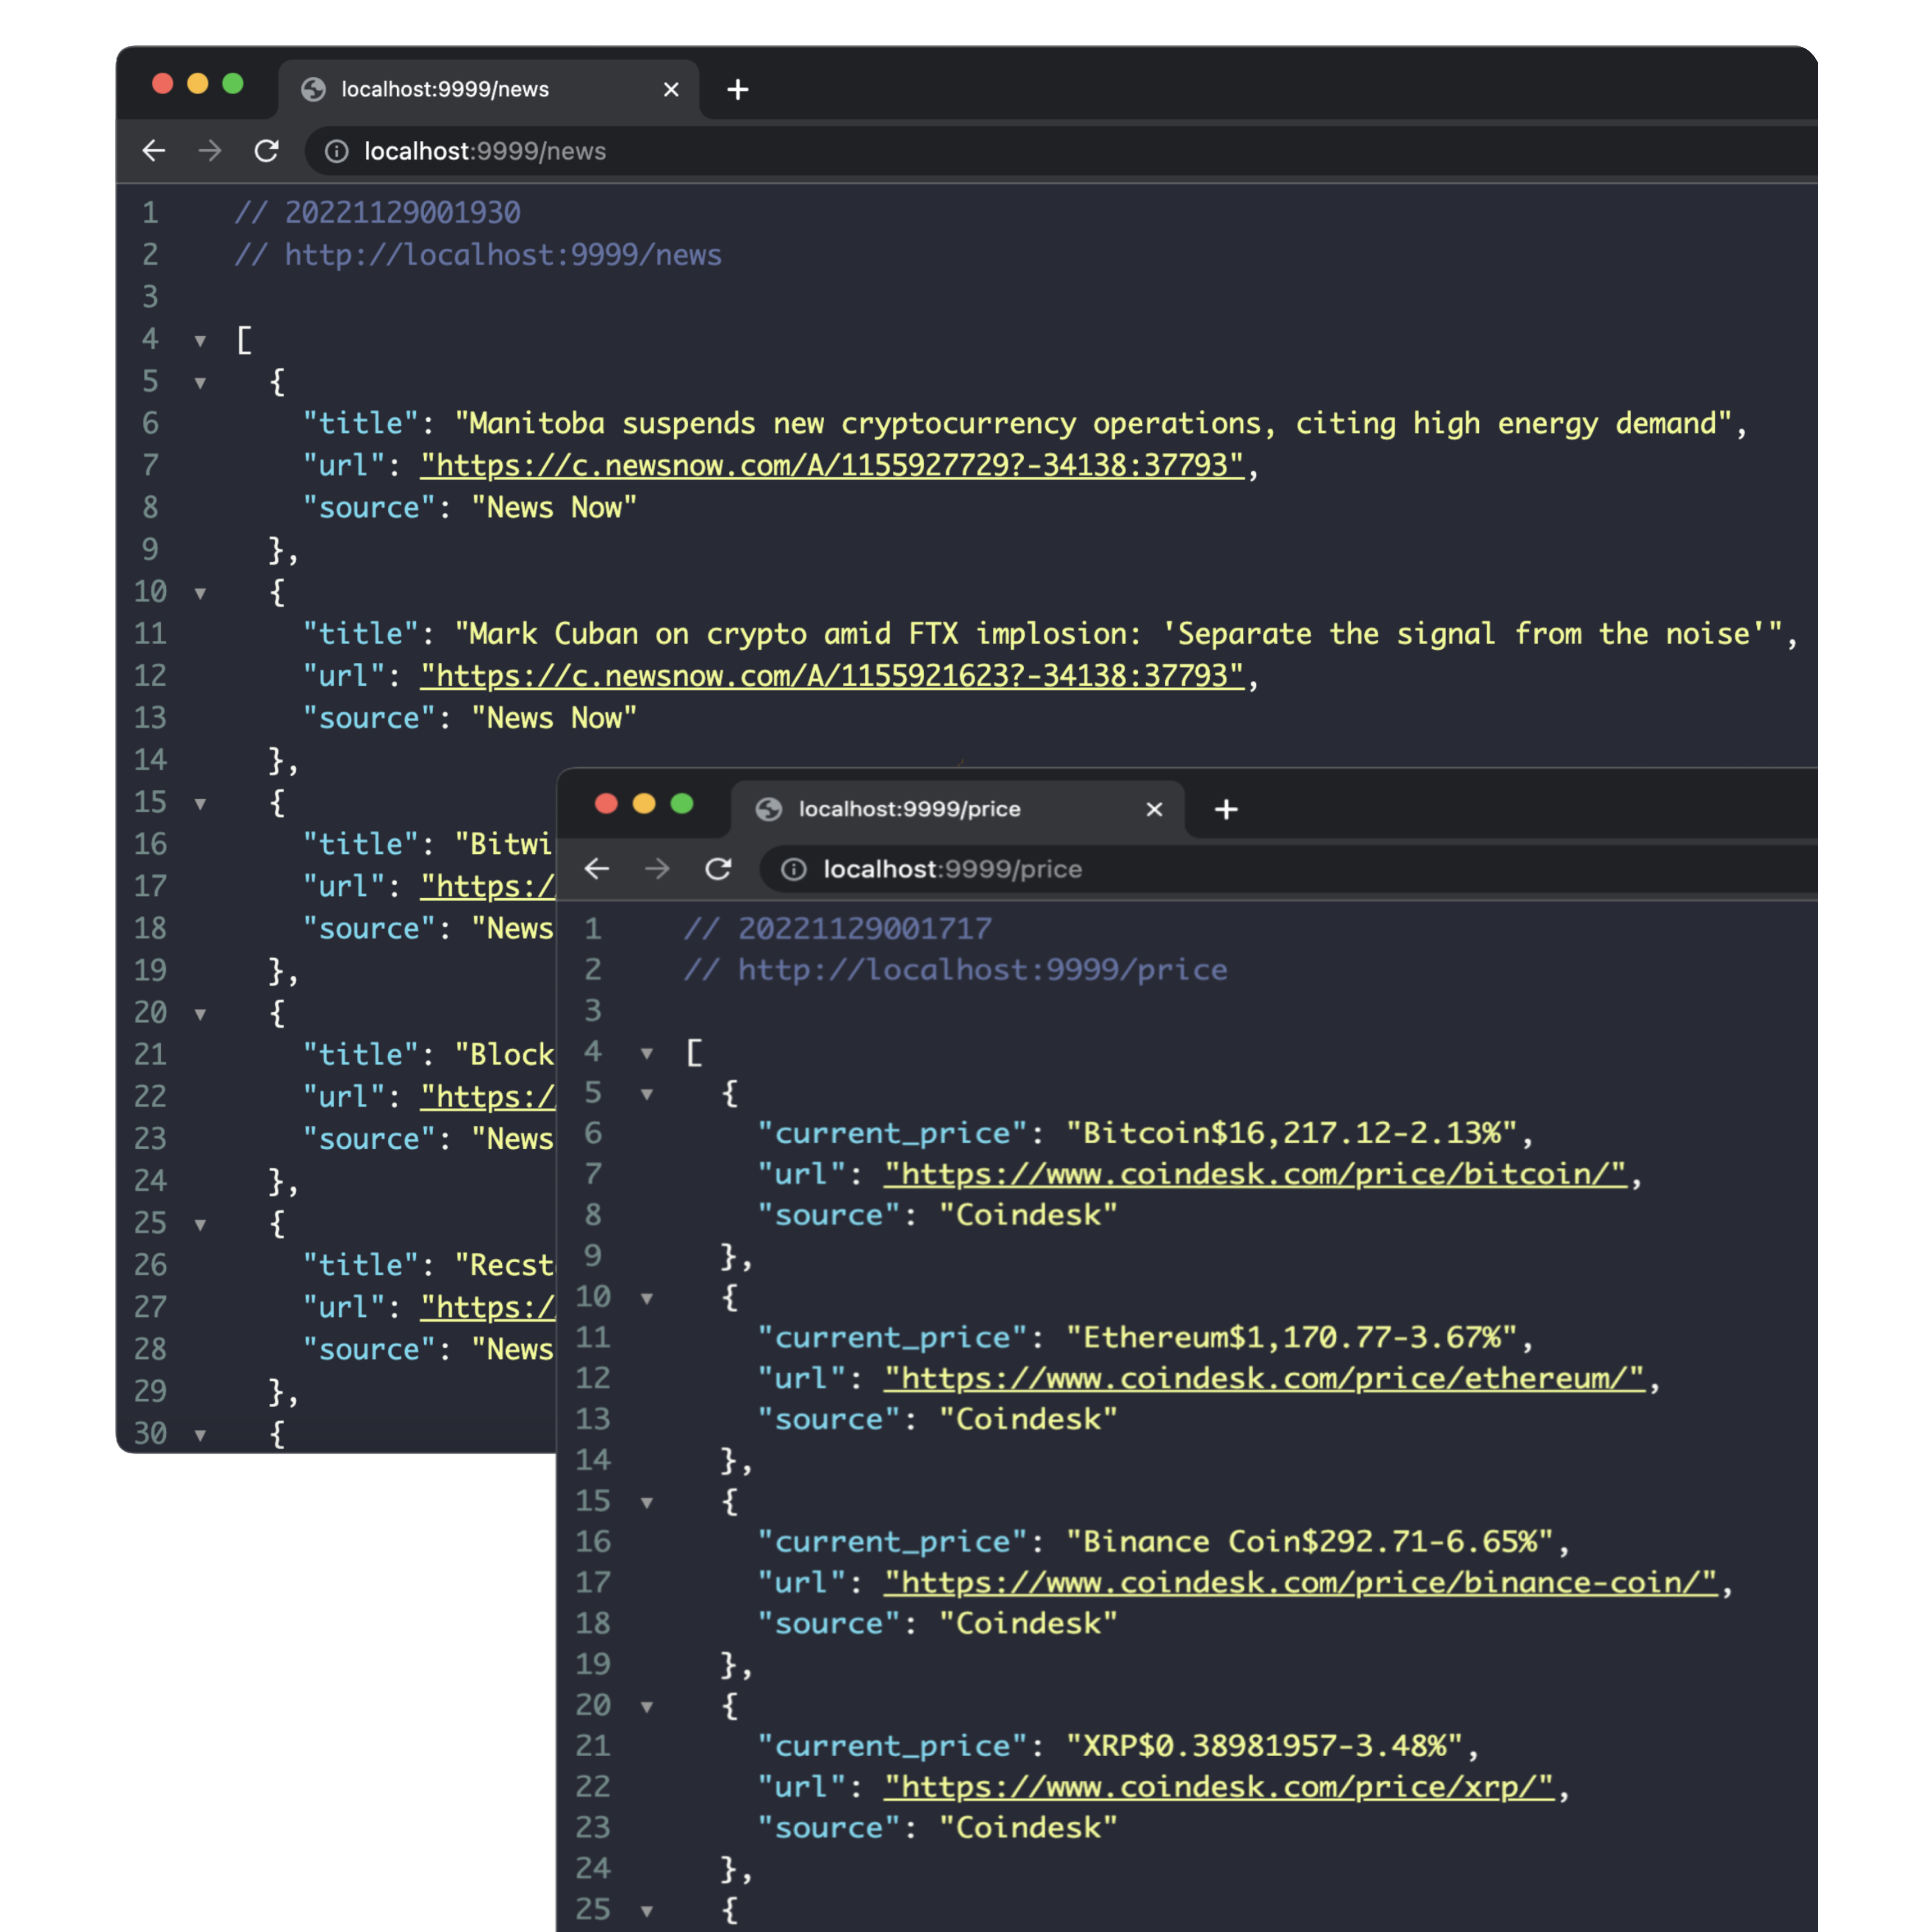 localhost:9999/news
localhost:9999/news
1 // 20221129001930
2 // http://localhost:9999/news
3
4 [
5 {
6 "title": "Manitoba suspends new cryptocurrency operations, citing high energy demand",
7 "url": "https://c.newsnow.com/A/1155927729?-34138:37793",
8 "source": "News Now"
9 },
10 {
11 "title": "Mark Cuban on crypto amid FTX implosion: 'Separate the signal from the noise'",
12 "url": "https://c.newsnow.com/A/1155921623?-34138:37793",
13 "source": "News Now"
14 },
15 {
16 "title": "Bitwi
17 "url": "https:/
18 "source": "News
19 },
20 {
21 "title": "Block
22 "url": "https:/
23 "source": "News
24 },
25 {
26 "title": "Recst
27 "url": "https:/
28 "source": "News
29 },
30 {
localhost:9999/price
localhost:9999/price
1 // 20221129001717
2 // http://localhost:9999/price
3
4 [
5 {
6 "current_price": "Bitcoin$16,217.12-2.13%",
7 "url": "https://www.coindesk.com/price/bitcoin/",
8 "source": "Coindesk"
9 },
10 {
11 "current_price": "Ethereum$1,170.77-3.67%",
12 "url": "https://www.coindesk.com/price/ethereum/",
13 "source": "Coindesk"
14 },
15 {
16 "current_price": "Binance Coin$292.71-6.65%",
17 "url": "https://www.coindesk.com/price/binance-coin/",
18 "source": "Coindesk"
19 },
20 {
21 "current_price": "XRP$0.38981957-3.48%",
22 "url": "https://www.coindesk.com/price/xrp/",
23 "source": "Coindesk"
24 },
25 {